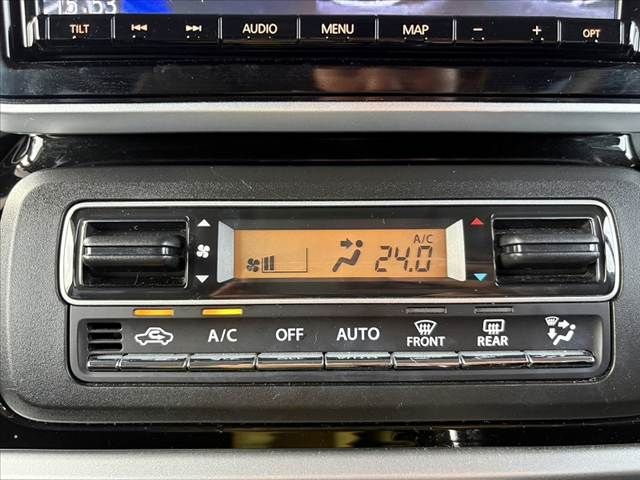 TILT AUDIO MENU MAP - + OPT
A/C
24.0
A/C OFF AUTO FRONT REAR